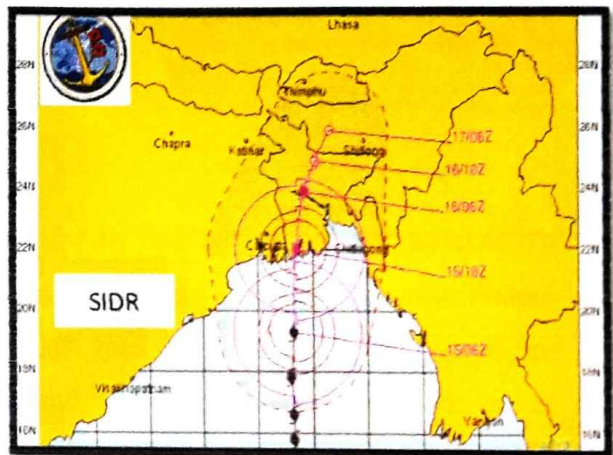 Lhasa
28N
28N
Thimphu
26N
Chapra
Katihar
Shillong
17/06Z
26N
16/18Z
24N
16/06Z
24N
22N
15/18Z
22N
20N
20N
SIDR
15/06Z
18N
18N
Visakhapatnam
16N
16N